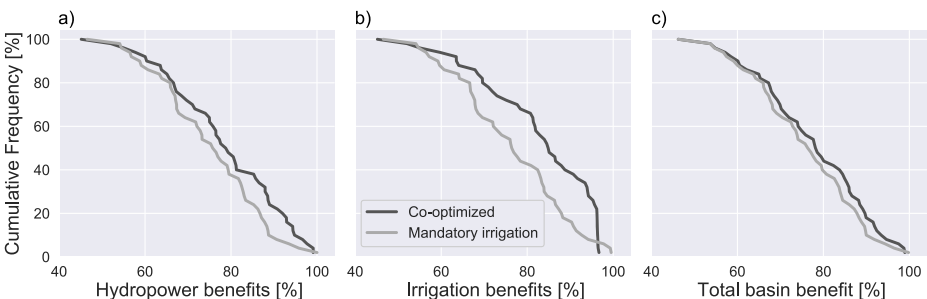 a)
b)
c)
Cumulative Frequency [%]
100
80
60
40
20
0
Co-optimized
Mandatory irrigation
40 60 80 100
40 60 80 100
40 60 80 100
Hydropower benefits [%]
Irrigation benefits [%]
Total basin benefit [%]